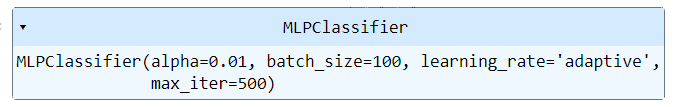 MLPClassifier
MLPClassifier(alpha=0.01, batch_size=100, learning_rate='adaptive',
max_iter=500)